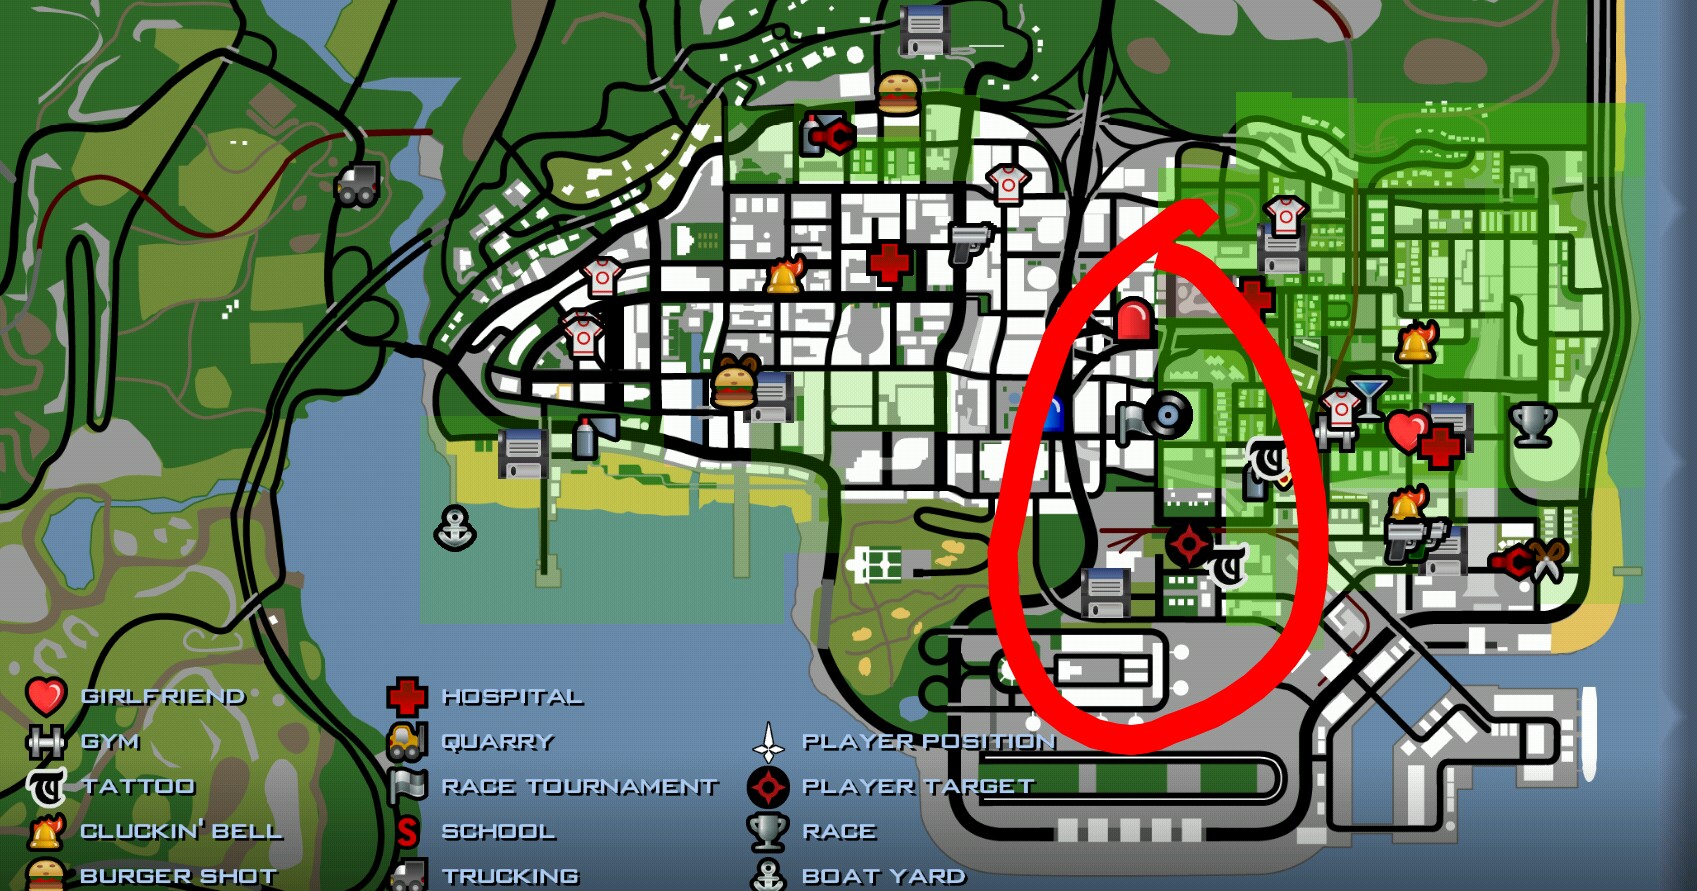 GIRLFRIEND
GYM
TATTOO
CLUCKIN' BELL
BURGER SHOT
HOSPITAL
QUARRY
RACE TOURNAMENT
S SCHOOL
TRUCKING
PLAYER POSITION
PLAYER TARGET
RACE
BOAT YARD